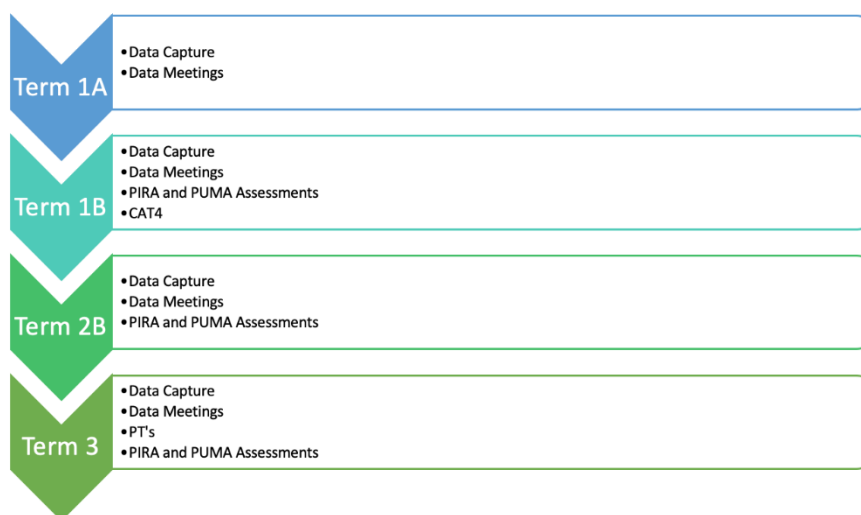 Term 1A
•Data Capture
•Data Meetings
Term 1B
•Data Capture
•Data Meetings
•PIRA and PUMA Assessments
•CAT4
Term 2B
•Data Capture
•Data Meetings
•PIRA and PUMA Assessments
Term 3
•Data Capture
•Data Meetings
•PT's
•PIRA and PUMA Assessments